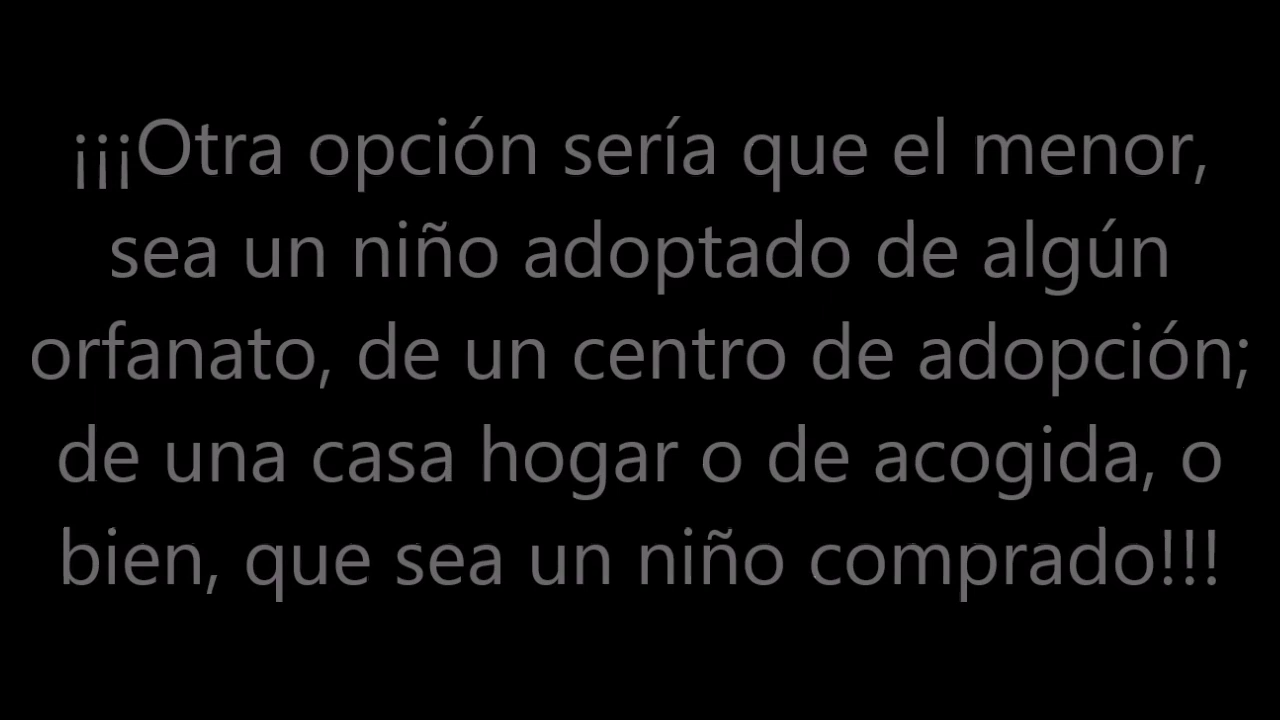 ¡¡¡Otra opción sería que el menor,
sea un niño adoptado de algún
orfanato, de un centro de adopción;
de una casa hogar o de acogida, o
bien, que sea un niño comprado!!!